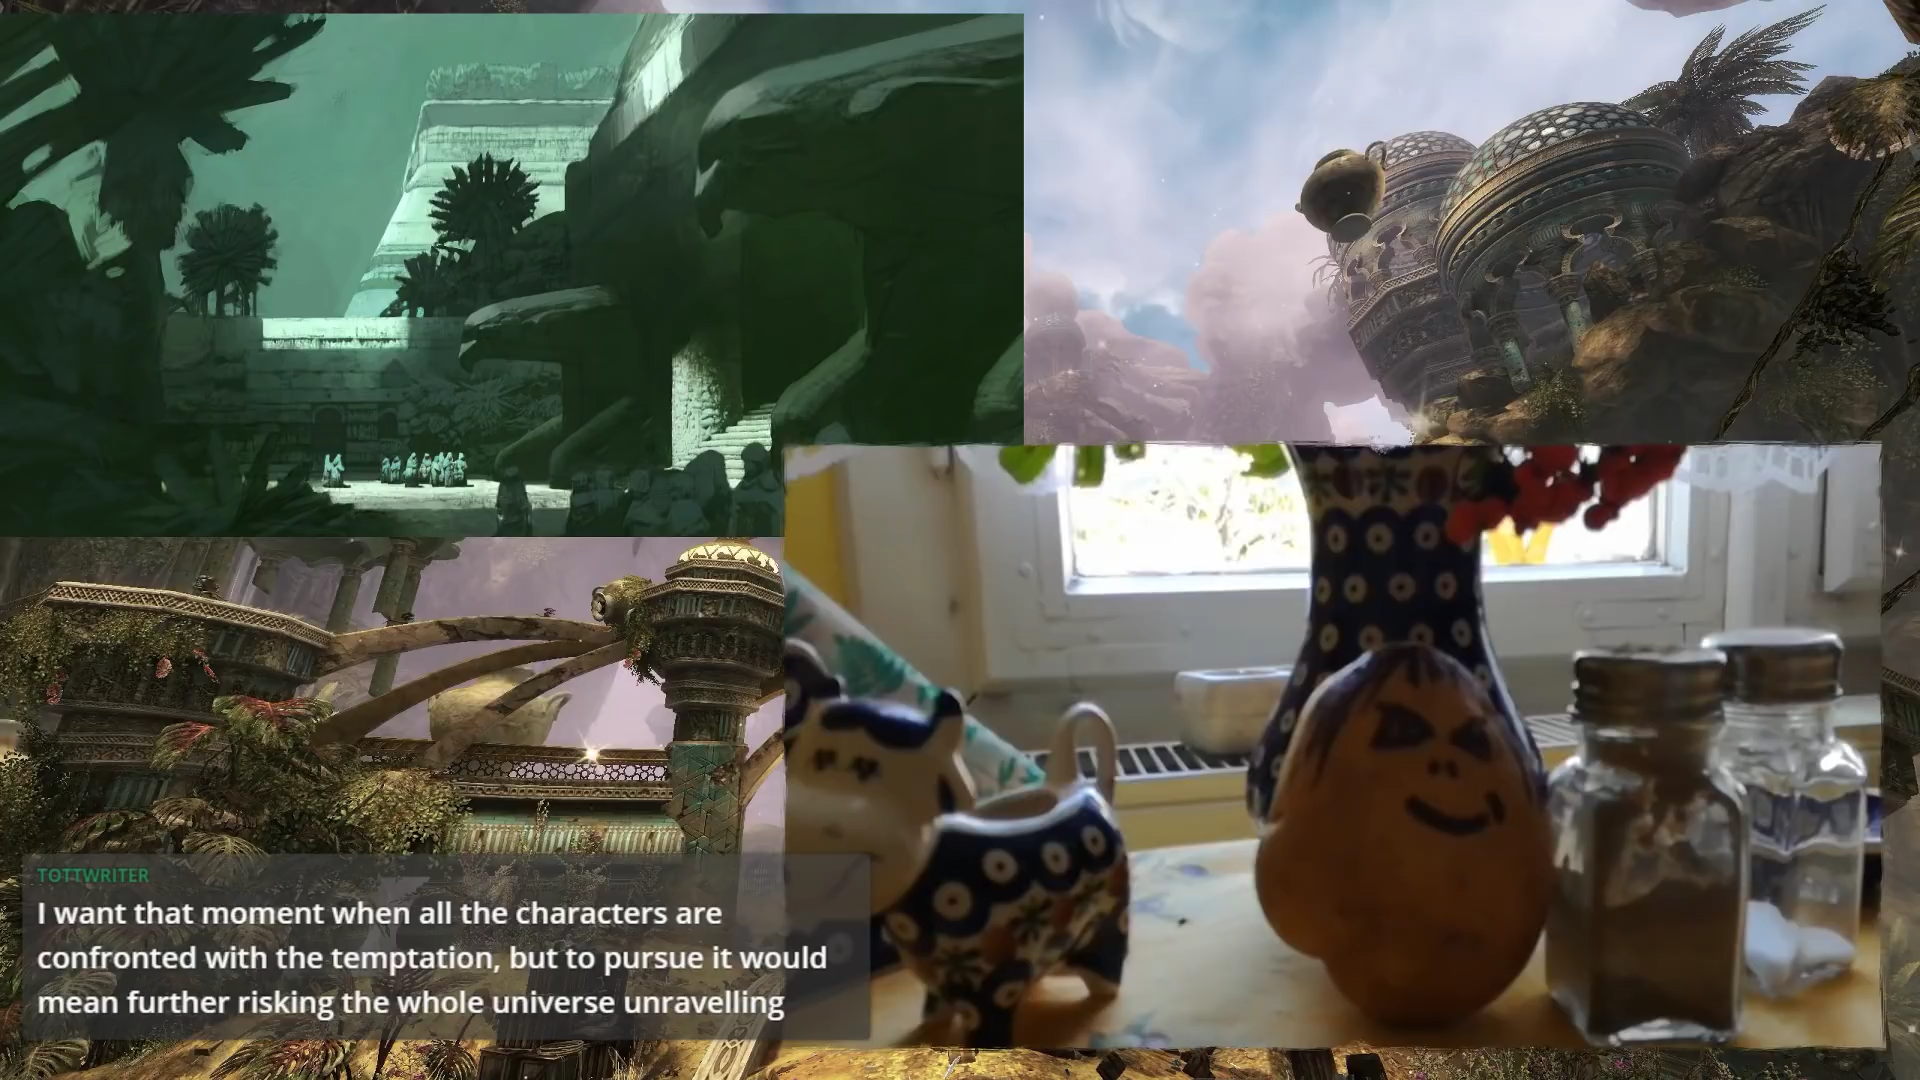 TOTTWRITER
I want that moment when all the characters are
confronted with the temptation, but to pursue it would
mean further risking the whole universe unravelling